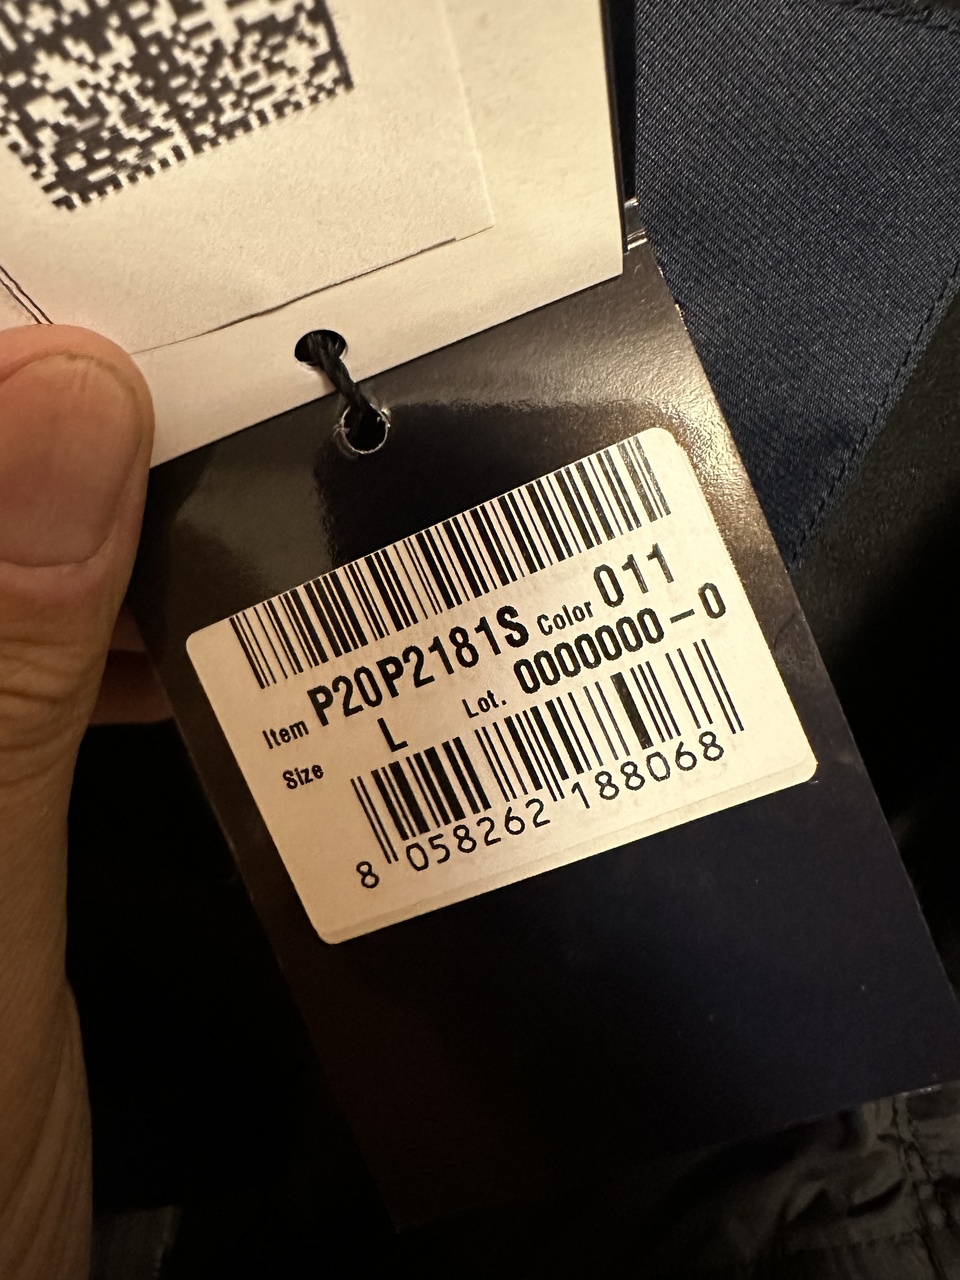 Item P20P2181S Color 011
Size L Lot. 0000000-0
8 058262 188068